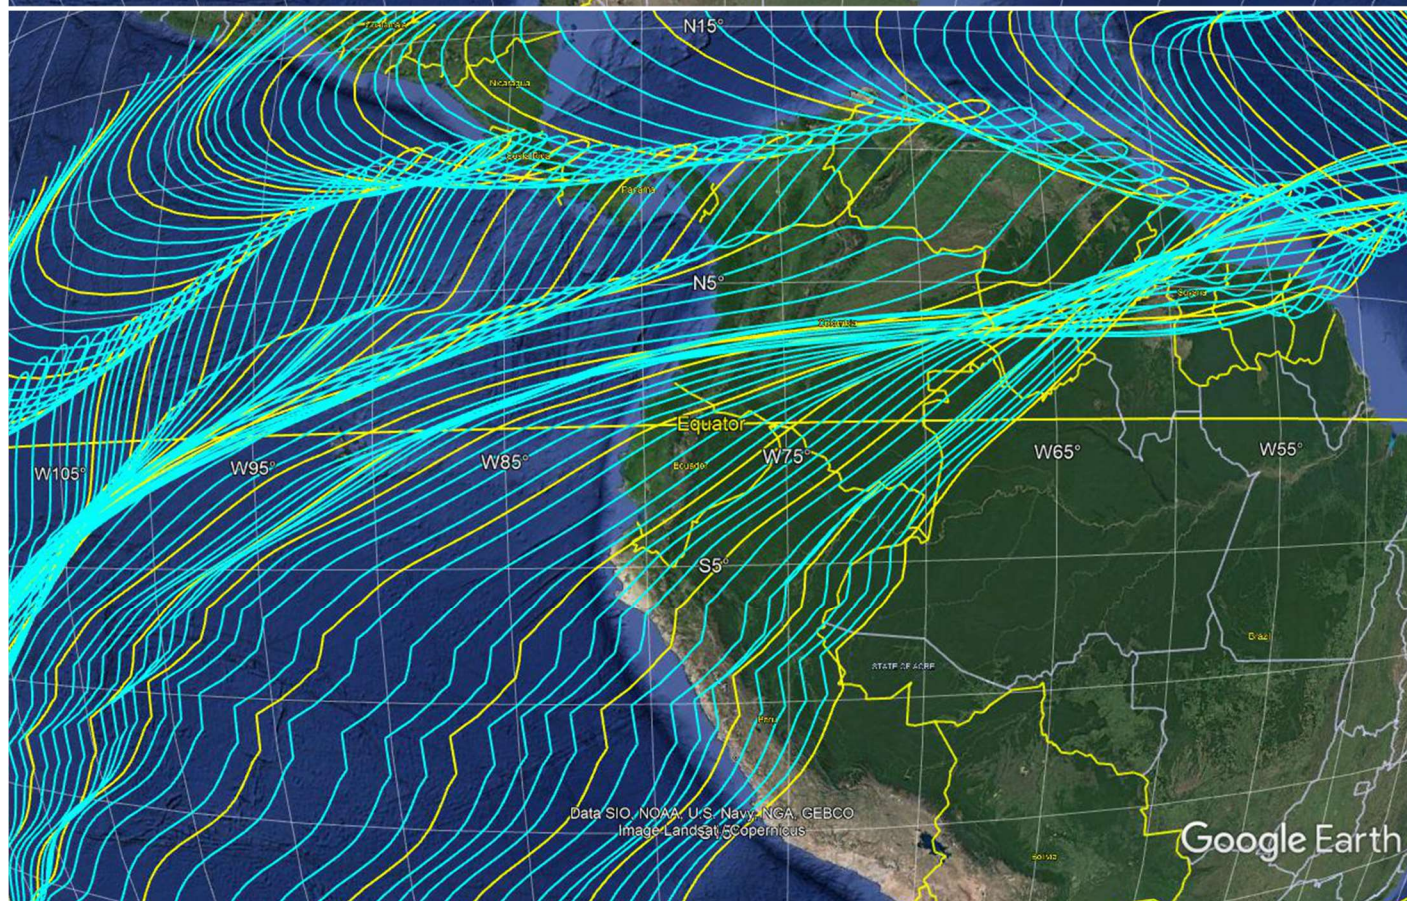 N15°
Nicaragua
Costa Rica
Panama
N5°
Colombia
Equator
W105°
W95°
W85°
Ecuador
W75°
W65°
W55°
S5°
Brazil
STATE OF ACRE
Peru
Data SIO, NOAA, U.S. Navy, NGA, GEBCO
Image Landsat / Copernicus
Google Earth
Bolivia